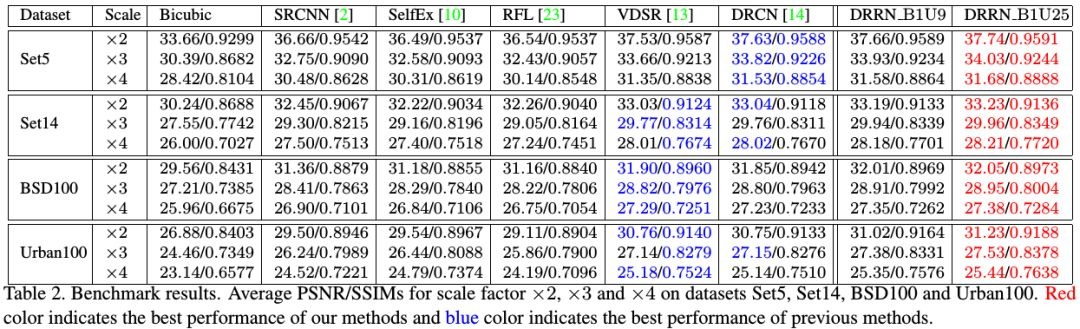 Dataset Scale Bicubic SRCNN [2] SelfEx [10] RFL [23] VDSR [13] DRCN [14] DRRN_B1U9 DRRN_B1U25
×2 33.66/0.9299 36.66/0.9542 36.49/0.9537 36.54/0.9537 37.53/0.9587 37.63/0.9588 37.66/0.9589 37.74/0.9591
Set5 ×3 30.39/0.8682 32.75/0.9090 32.58/0.9093 32.43/0.9057 33.66/0.9213 33.82/0.9226 33.93/0.9234 34.03/0.9244
×4 28.42/0.8104 30.48/0.8628 30.31/0.8619 30.14/0.8548 31.35/0.8838 31.53/0.8854 31.58/0.8864 31.68/0.8888
×2 30.24/0.8688 32.45/0.9067 32.22/0.9034 32.26/0.9040 33.03/0.9124 33.04/0.9118 33.19/0.9133 33.23/0.9136
Set14 ×3 27.55/0.7742 29.30/0.8215 29.16/0.8196 29.05/0.8164 29.77/0.8314 29.76/0.8311 29.94/0.8339 29.96/0.8349
×4 26.00/0.7027 27.50/0.7513 27.40/0.7518 27.24/0.7451 28.01/0.7674 28.02/0.7670 28.18/0.7701 28.21/0.7720
×2 29.56/0.8431 31.36/0.8879 31.18/0.8855 31.16/0.8840 31.90/0.8960 31.85/0.8942 32.01/0.8969 32.05/0.8973
BSD100 ×3 27.21/0.7385 28.41/0.7863 28.29/0.7840 28.22/0.7806 28.82/0.7976 28.80/0.7963 28.91/0.7992 28.95/0.8004
×4 25.96/0.6675 26.90/0.7101 26.84/0.7106 26.75/0.7054 27.29/0.7251 27.23/0.7233 27.35/0.7262 27.38/0.7284
×2 26.88/0.8403 29.50/0.8946 29.54/0.8967 29.11/0.8904 30.76/0.9140 30.75/0.9133 31.02/0.9164 31.23/0.9188
Urban100 ×3 24.46/0.7349 26.24/0.7989 26.44/0.8088 25.86/0.7900 27.14/0.8279 27.15/0.8276 27.38/0.8331 27.53/0.8378
×4 23.14/0.6577 24.52/0.7221 24.79/0.7374 24.19/0.7096 25.18/0.7524 25.14/0.7510 25.35/0.7576 25.44/0.7638
Table 2. Benchmark results. Average PSNR/SSIMs for scale factor ×2, ×3 and ×4 on datasets Set5, Set14, BSD100 and Urban100. Red
color indicates the best performance of our methods and blue color indicates the best performance of previous methods.